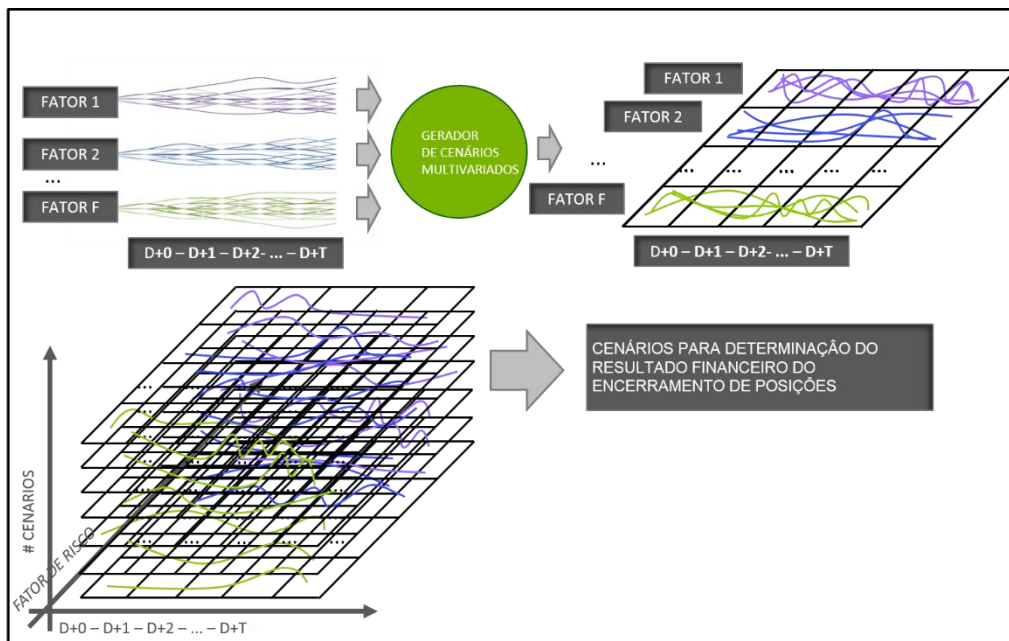 FATOR 1
FATOR 2
...
FATOR F
D+0 – D+1 – D+2- ... – D+T
GERADOR
DE CENÁRIOS
MULTIVARIADOS
FATOR 1
FATOR 2
...
FATOR F
... ... ... ... ...
D+0 – D+1 – D+2- ... – D+T
# CENARIOS
FATOR DE RISCO
D+0 – D+1 – D+2 – ... – D+T
CENÁRIOS PARA DETERMINAÇÂO DO
RESULTADO FINANCEIRO DO
ENCERRAMENTO DE POSIÇÕES